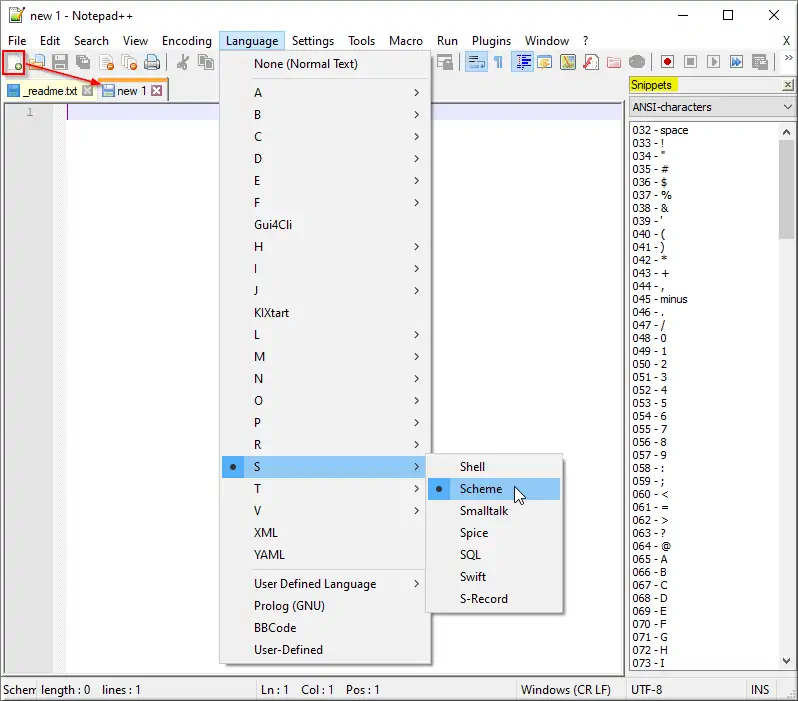 new 1 - Notepad++
File Edit Search View Encoding Language Settings Tools Macro Run Plugins Window ? X
_readme.txt new 1
1
None (Normal Text)
A
B
C
D
E
F
Gui4Cli
H
I
J
KIXtart
L
M
N
O
P
R
S
T
V
XML
YAML
User Defined Language
Prolog (GNU)
BBCode
User-Defined
Shell
Scheme
Smalltalk
Spice
SQL
Swift
S-Record
Snippets
ANSI-characters
032 - space
033 - !
034 - "
035 - #
036 - $
037 - %
038 - &
039 - '
040 - (
041 - )
042 - *
043 - +
044 - ,
045 - minus
046 - .
047 - /
048 - 0
049 - 1
050 - 2
051 - 3
052 - 4
053 - 5
054 - 6
055 - 7
056 - 8
057 - 9
058 - :
059 - ;
060 - <
061 - =
062 - >
063 - ?
064 - @
065 - A
066 - B
067 - C
068 - D
069 - E
070 - F
071 - G
072 - H
073 - I
Schem length : 0 lines : 1 Ln : 1 Col : 1 Pos : 1 Windows (CR LF) UTF-8 INS